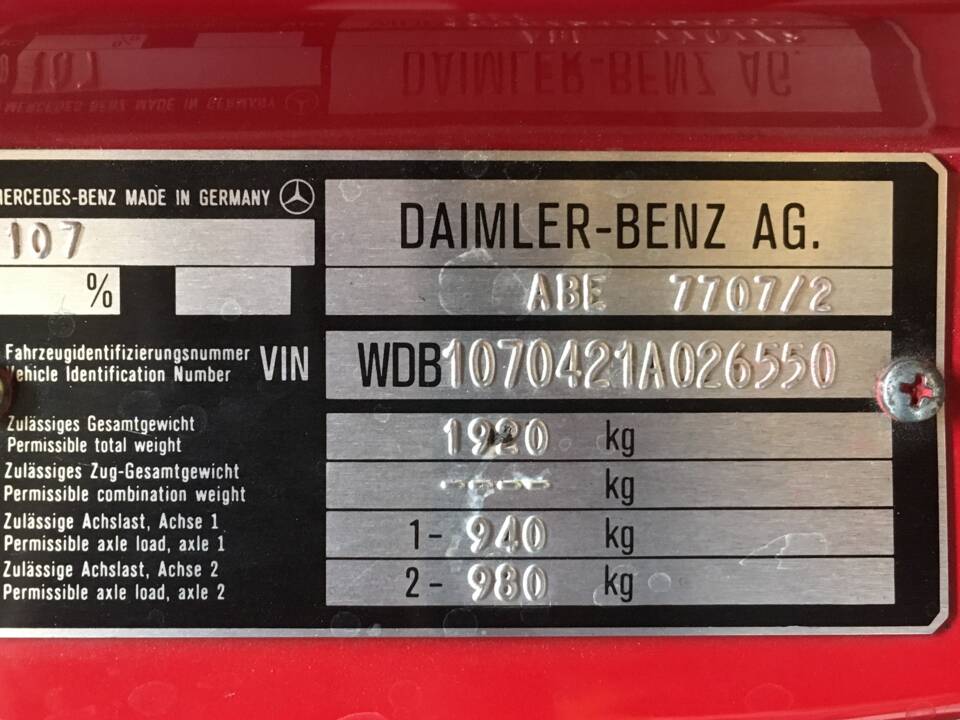 MERCEDES-BENZ MADE IN GERMANY
107
%
DAIMLER-BENZ AG.
ABE 7707/2
Fahrzeugidentifizierungsnummer
Vehicle Identification Number
VIN
WDB1070421A026550
Zulässiges Gesamtgewicht
Permissible total weight
1920 kg
Zulässiges Zug-Gesamtgewicht
Permissible combination weight
---- kg
Zulässige Achslast, Achse 1
Permissible axle load, axle 1
1- 940 kg
Zulässige Achslast, Achse 2
Permissible axle load, axle 2
2- 980 kg